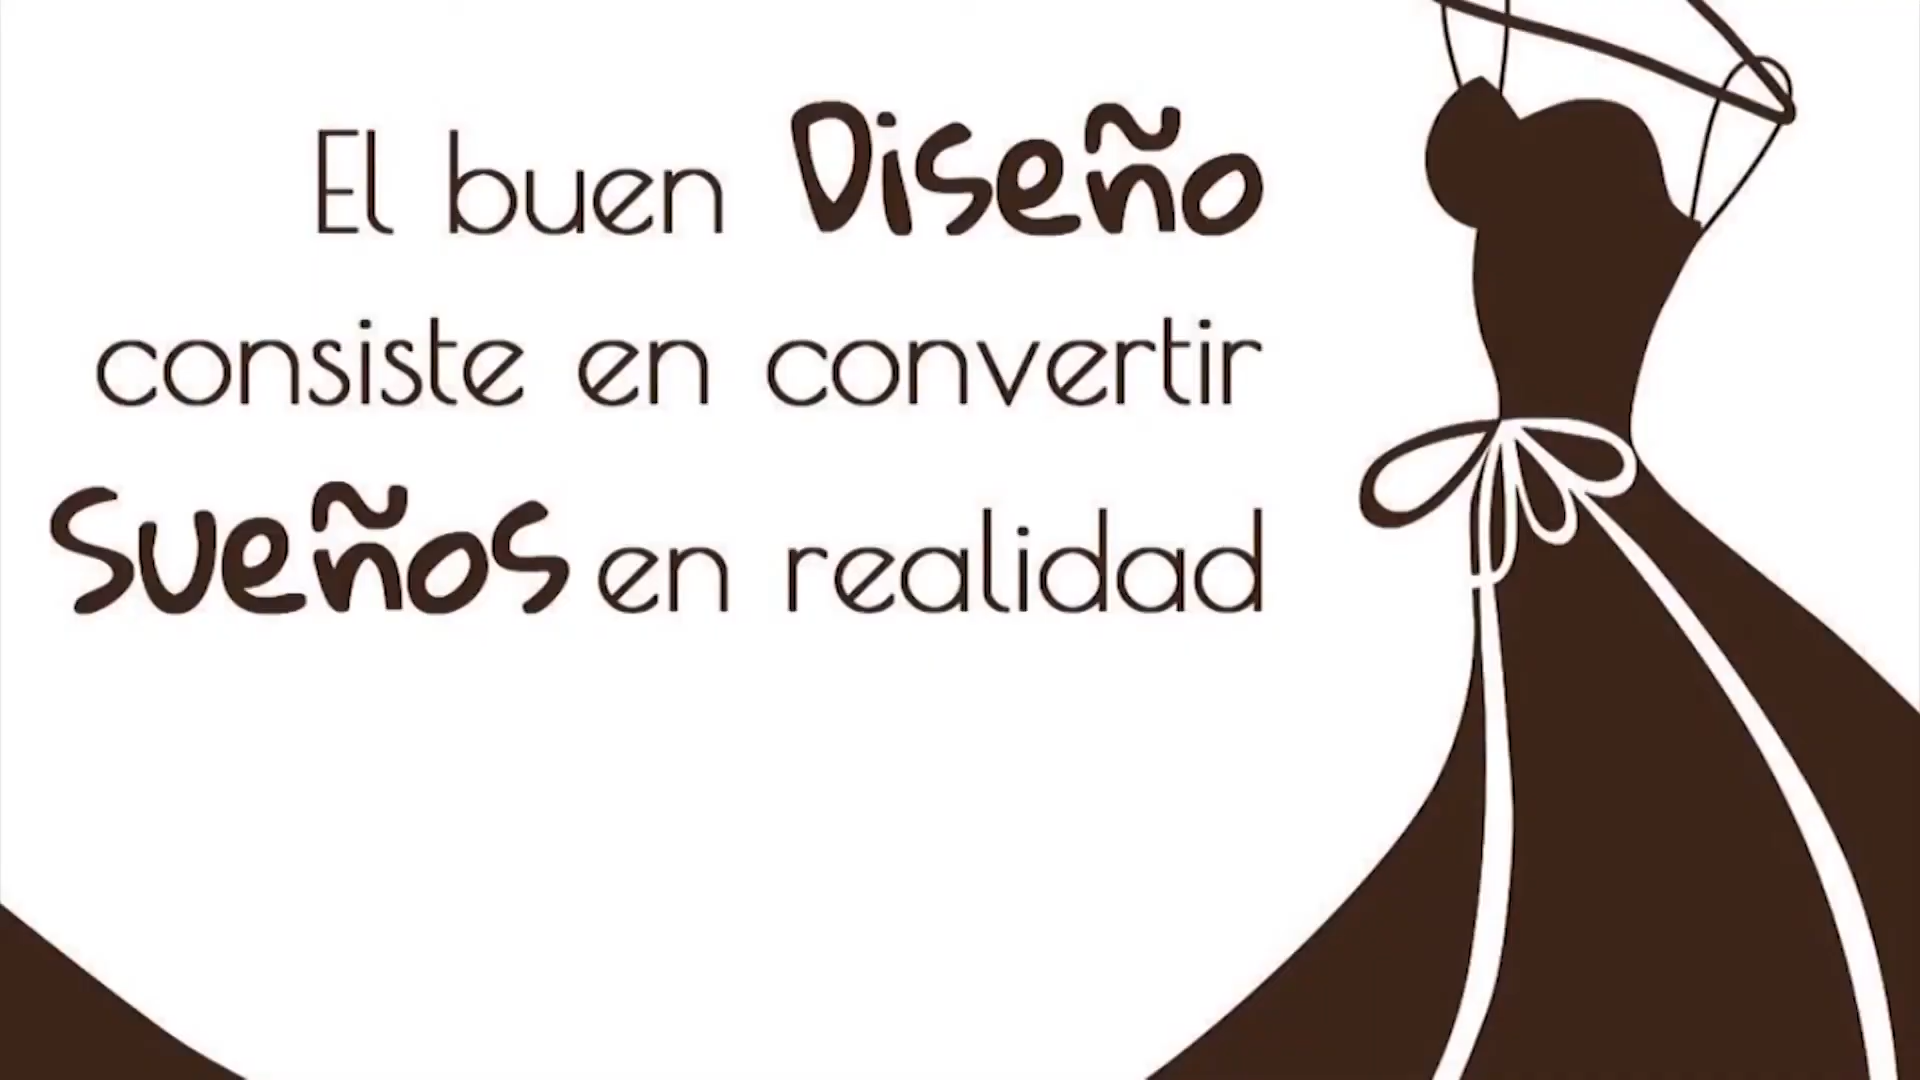 El buen Diseño
consiste en convertir
Sueños en realidad